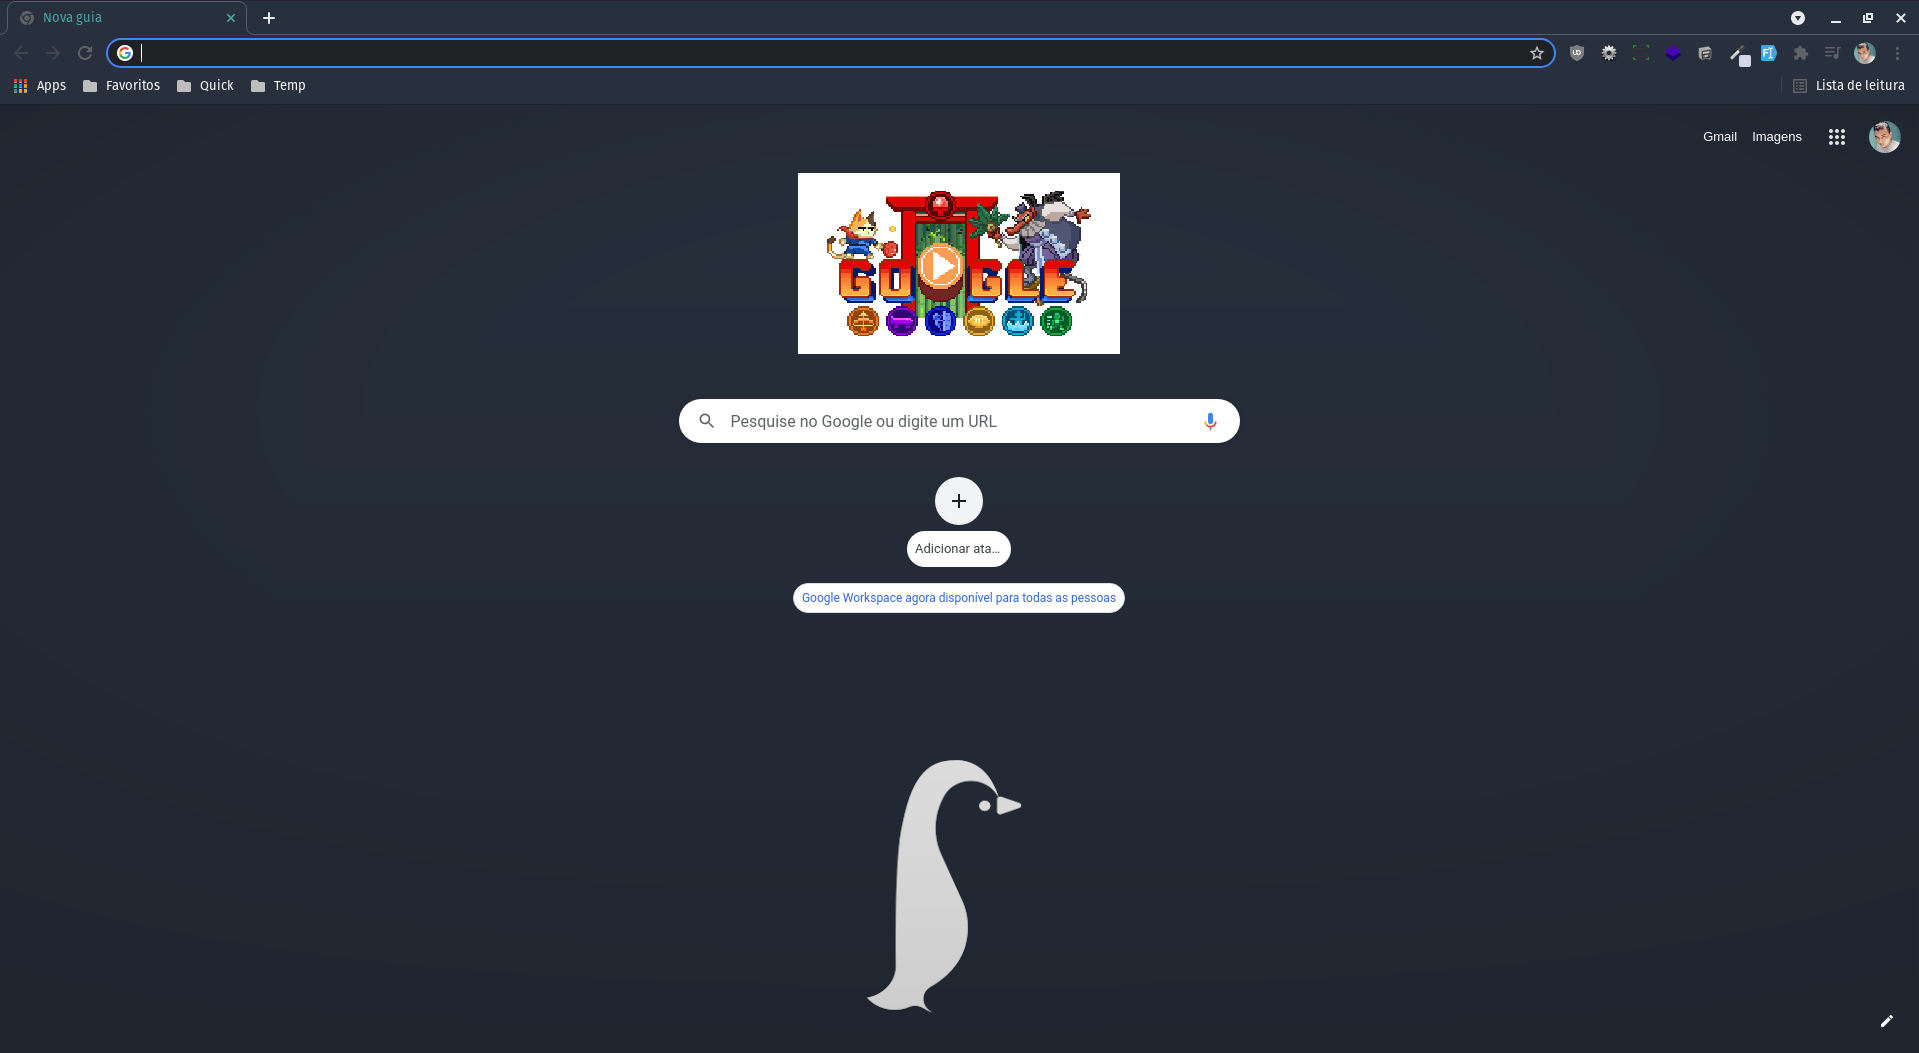 Nova guia
Apps
Favoritos
Quick
Temp
Lista de leitura
Gmail
Imagens
GOOGLE
Pesquise no Google ou digite um URL
Adicionar ata...
Google Workspace agora disponível para todas as pessoas